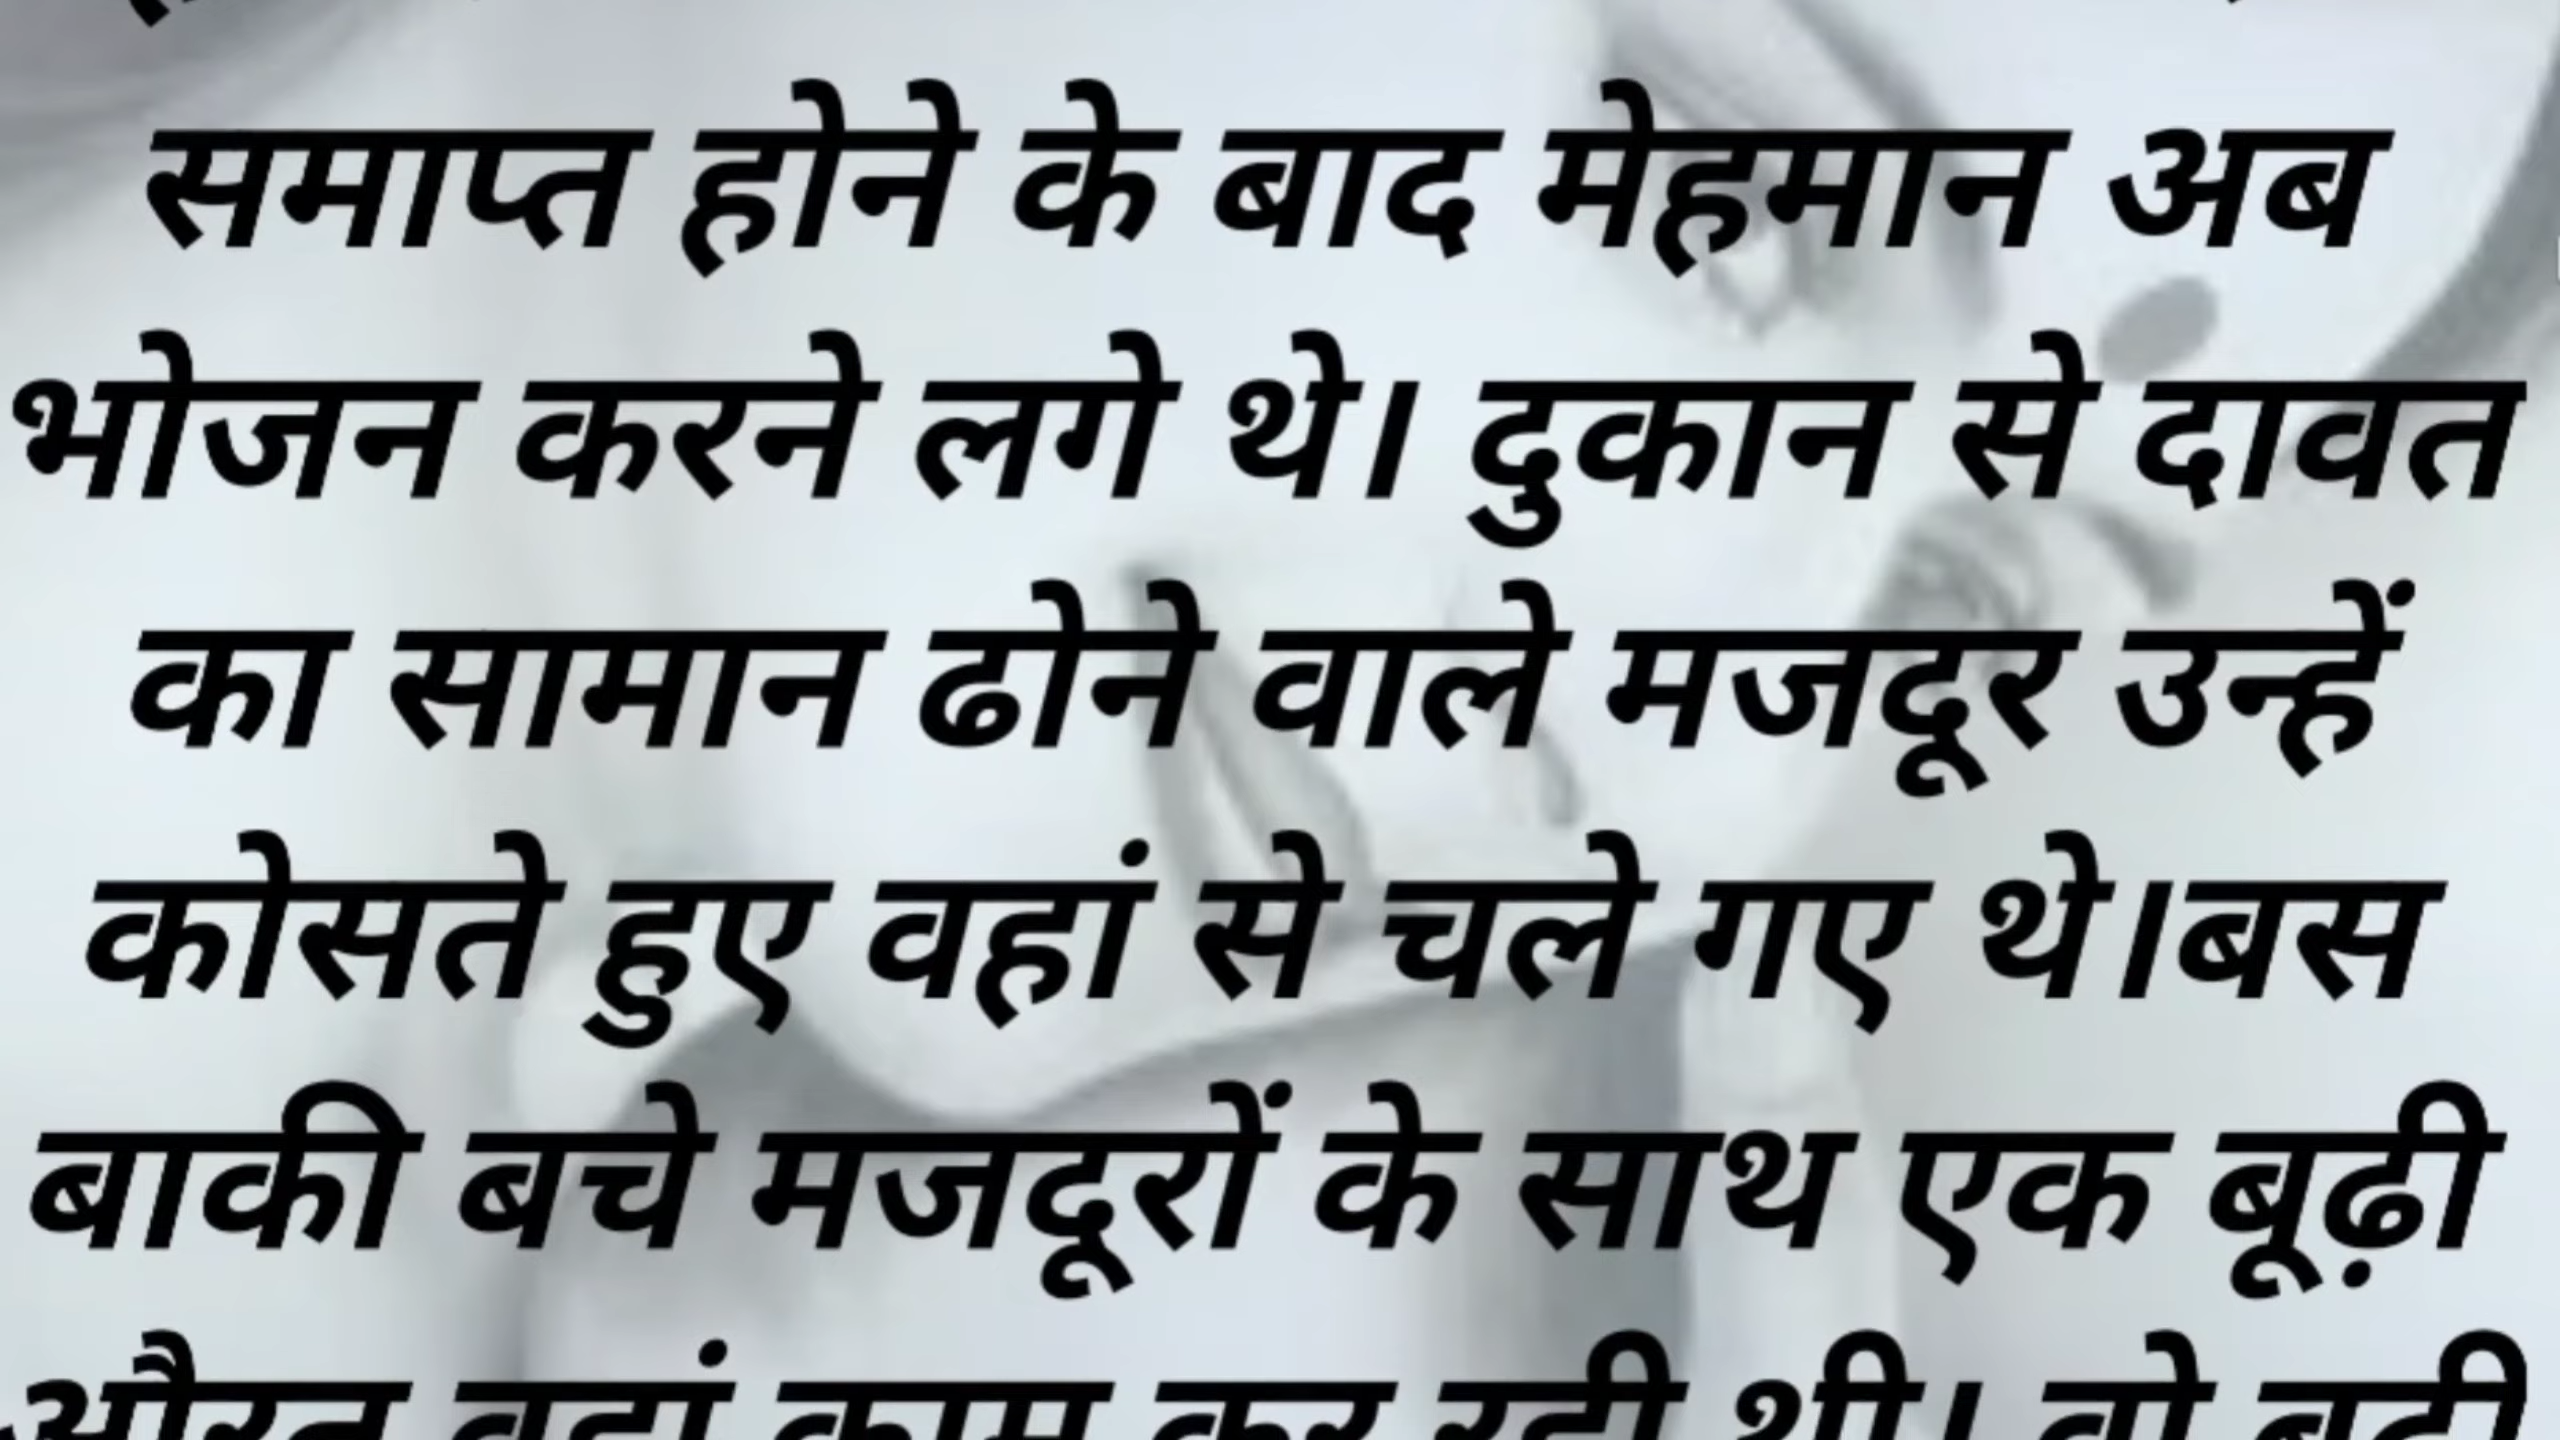 समाप्त होने के बाद मेहमान अब
भोजन करने लगे थे। दुकान से दावत
का सामान ढोने वाले मजदूर उन्हें
कोसते हुए वहां से चले गए थे।बस
बाकी बचे मजदूरों के साथ एक बूढ़ी
औरत वहां काम कर रही थी। वो